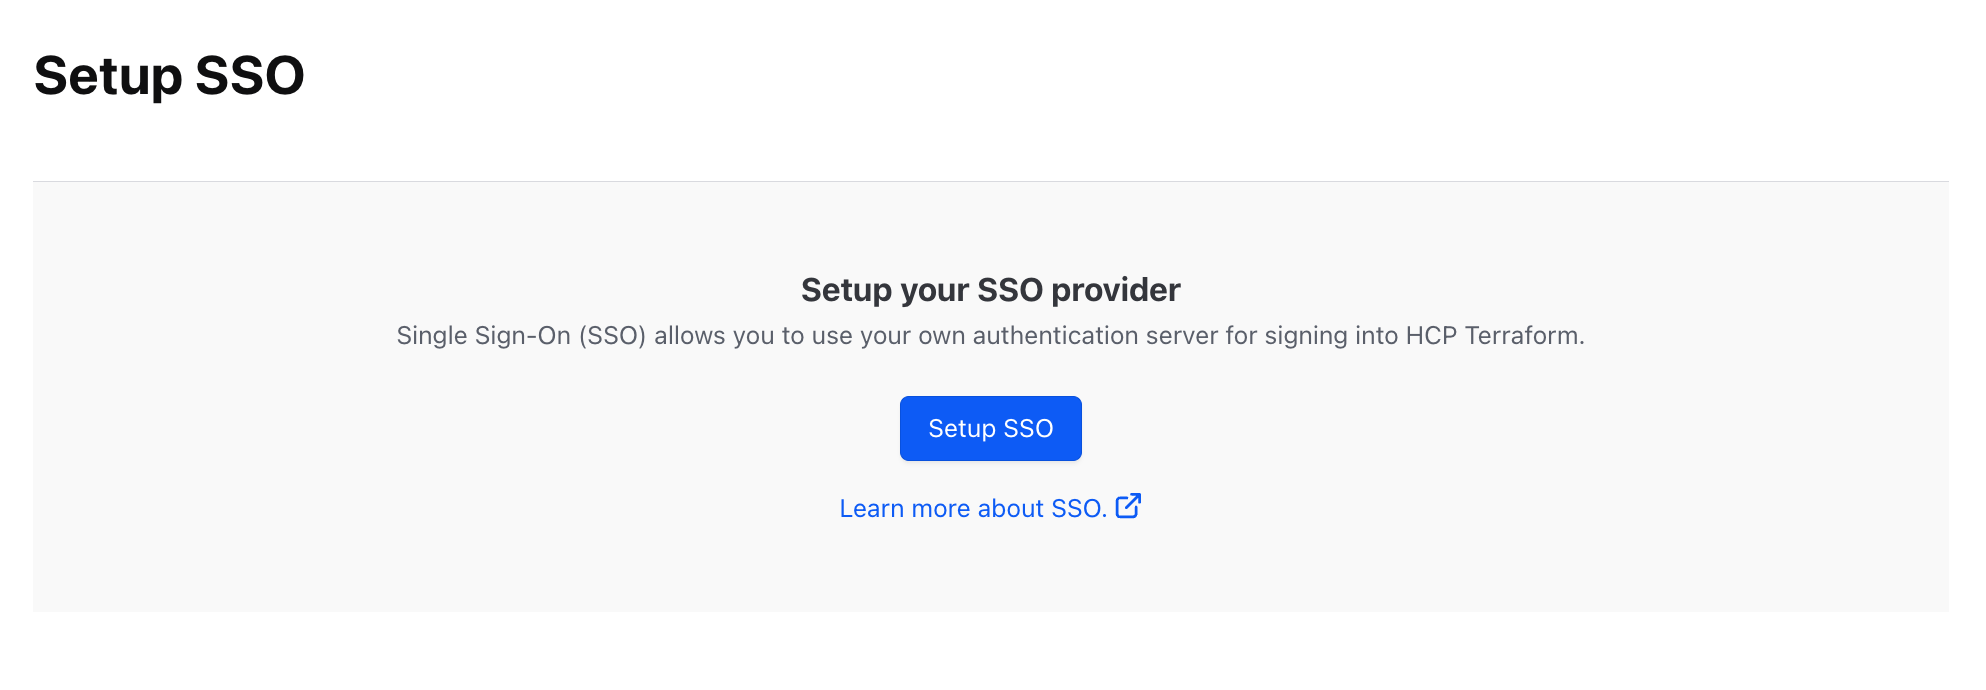 Setup SSO
Setup your SSO provider
Single Sign-On (SSO) allows you to use your own authentication server for signing into HCP Terraform.
Setup SSO
Learn more about SSO.